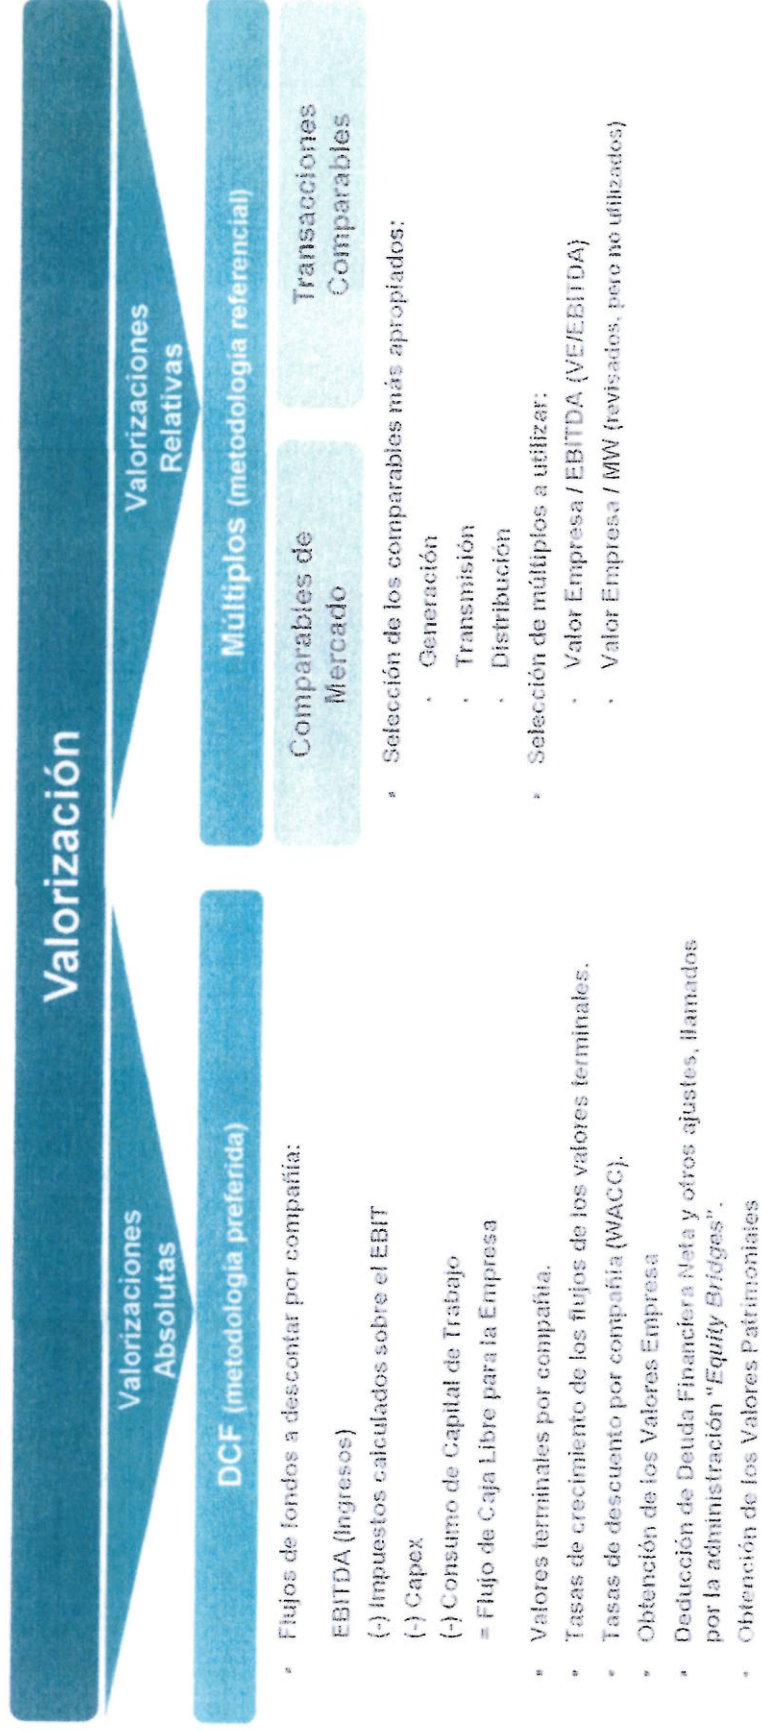 Valorización
Valorizaciones
Absolutas
DCF (metodología preferida)
Flujos de fondos a descontar por compañía:
EBITDA (Ingresos)
(-) Impuestos calculados sobre el EBIT
(-) Capex
(-) Consumo de Capital de Trabajo
= Flujo de Caja Libre para la Empresa
Valores terminales por compañía.
Tasas de crecimiento de los flujos de los valores terminales.
Tasas de descuento por compañía (WACC).
Obtención de los Valores Empresa
Deducción de Deuda Financiera Neta y otros ajustes, llamados
por la administración "Equity Bridges".
Obtención de los Valores Patrimoniales
Valorizaciones
Relativas
Múltiplos (metodología referencial)
Comparables de
Mercado
Transacciones
Comparables
Selección de los comparables más apropiados:
Generación
Transmisión
Distribución
Selección de múltiplos a utilizar:
Valor Empresa / EBITDA (VE/EBITDA)
Valor Empresa / MW (revisados, pero no utilizados)